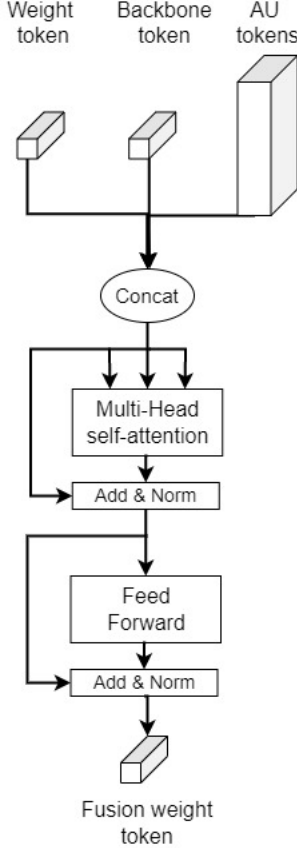 Weight
token
Backbone
token
AU
tokens
Concat
Multi-Head
self-attention
Add & Norm
Feed
Forward
Add & Norm
Fusion weight
token